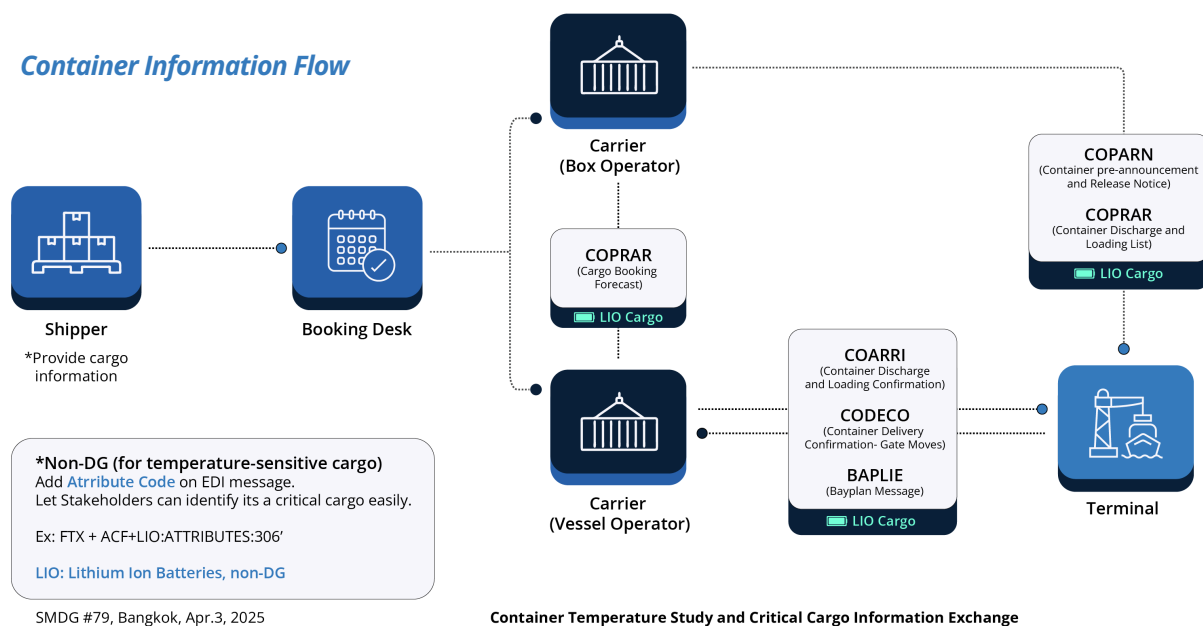 Container Information Flow
Carrier
(Box Operator)
COPARN
(Container pre-announcement
and Release Notice)
COPRAR
(Container Discharge and
Loading List)
LIO Cargo
Shipper
*Provide cargo
information
Booking Desk
COPRAR
(Cargo Booking
Forecast)
LIO Cargo
COARRI
(Container Discharge
and Loading Confirmation)
CODECO
(Container Delivery
Confirmation- Gate Moves)
BAPLIE
(Bayplan Message)
LIO Cargo
Carrier
(Vessel Operator)
Terminal
*Non-DG (for temperature-sensitive cargo)
Add Atrribute Code on EDI message.
Let Stakeholders can identify its a critical cargo easily.
Ex: FTX + ACF+LIO:ATTRIBUTES:306’
LIO: Lithium Ion Batteries, non-DG
SMDG #79, Bangkok, Apr.3, 2025
Container Temperature Study and Critical Cargo Information Exchange